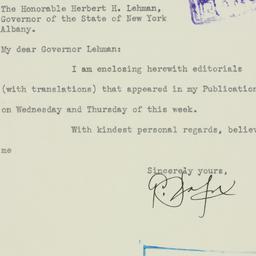 The Honorable Herbert H. Lehman,
Governor of the State of New York
Albany.
My dear Governor Lehman:
I am enclosing herewith editorials
(with translations) that appeared in my Publication
on Wednesday and Thursday of this week.
With kindest personal regards, believ
me
Sincerely yours,